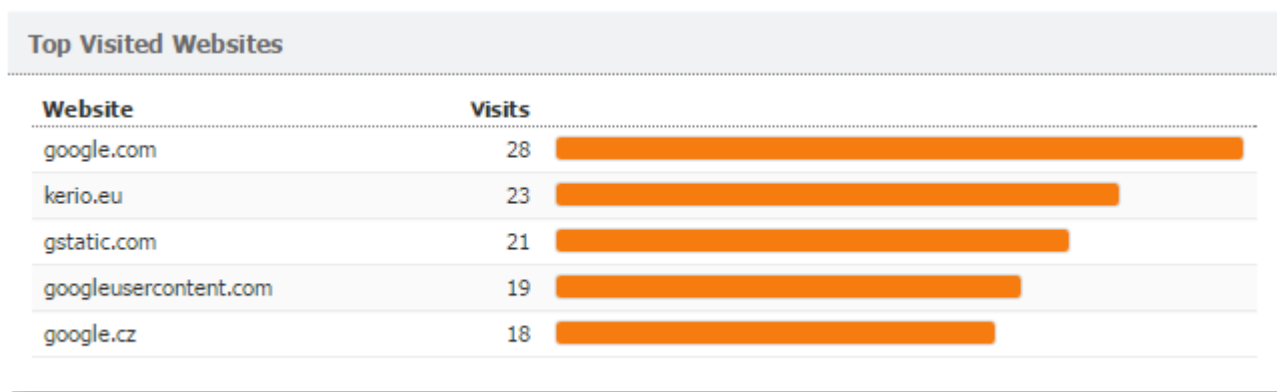 Top Visited Websites
Website Visits
google.com 28
kerio.eu 23
gstatic.com 21
googleusercontent.com 19
google.cz 18